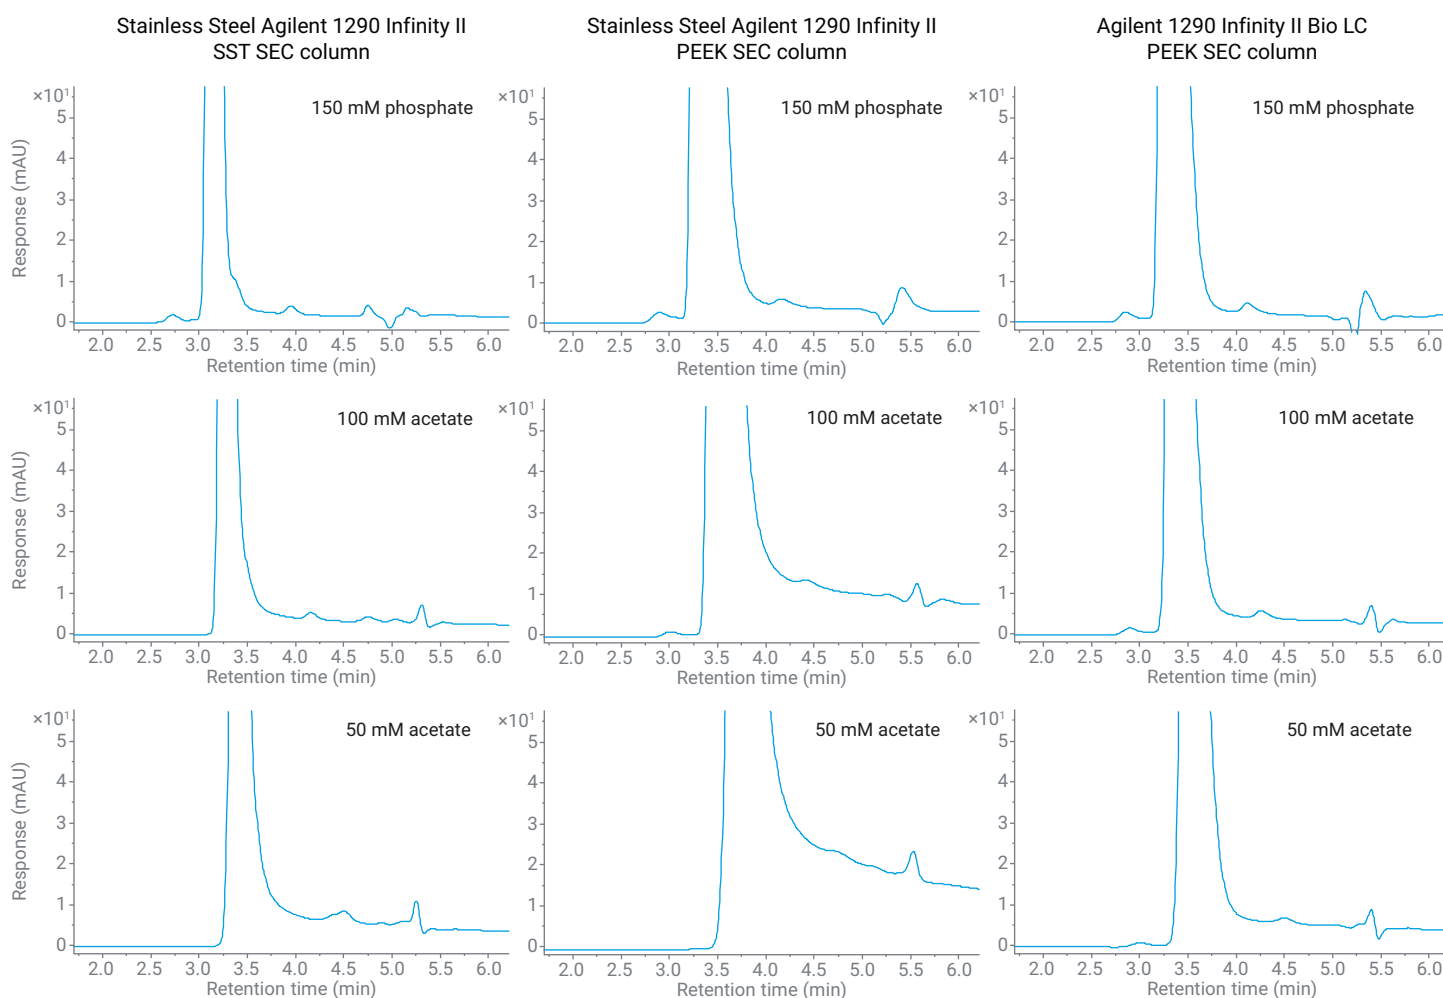 Stainless Steel Agilent 1290 Infinity II
SST SEC column
Stainless Steel Agilent 1290 Infinity II
PEEK SEC column
Agilent 1290 Infinity II Bio LC
PEEK SEC column
×10¹
150 mM phosphate
5
4
3
2
1
0
Response (mAU)
2.0 2.5 3.0 3.5 4.0 4.5 5.0 5.5 6.0
Retention time (min)
×10¹
150 mM phosphate
5
4
3
2
1
0
2.0 2.5 3.0 3.5 4.0 4.5 5.0 5.5 6.0
Retention time (min)
×10¹
150 mM phosphate
5
4
3
2
1
0
2.0 2.5 3.0 3.5 4.0 4.5 5.0 5.5 6.0
Retention time (min)
×10¹
100 mM acetate
5
4
3
2
1
0
Response (mAU)
2.0 2.5 3.0 3.5 4.0 4.5 5.0 5.5 6.0
Retention time (min)
×10¹
100 mM acetate
5
4
3
2
1
0
2.0 2.5 3.0 3.5 4.0 4.5 5.0 5.5 6.0
Retention time (min)
×10¹
100 mM acetate
5
4
3
2
1
0
2.0 2.5 3.0 3.5 4.0 4.5 5.0 5.5 6.0
Retention time (min)
×10¹
50 mM acetate
5
4
3
2
1
0
Response (mAU)
2.0 2.5 3.0 3.5 4.0 4.5 5.0 5.5 6.0
Retention time (min)
×10¹
50 mM acetate
5
4
3
2
1
0
2.0 2.5 3.0 3.5 4.0 4.5 5.0 5.5 6.0
Retention time (min)
×10¹
50 mM acetate
5
4
3
2
1
0
2.0 2.5 3.0 3.5 4.0 4.5 5.0 5.5 6.0
Retention time (min)